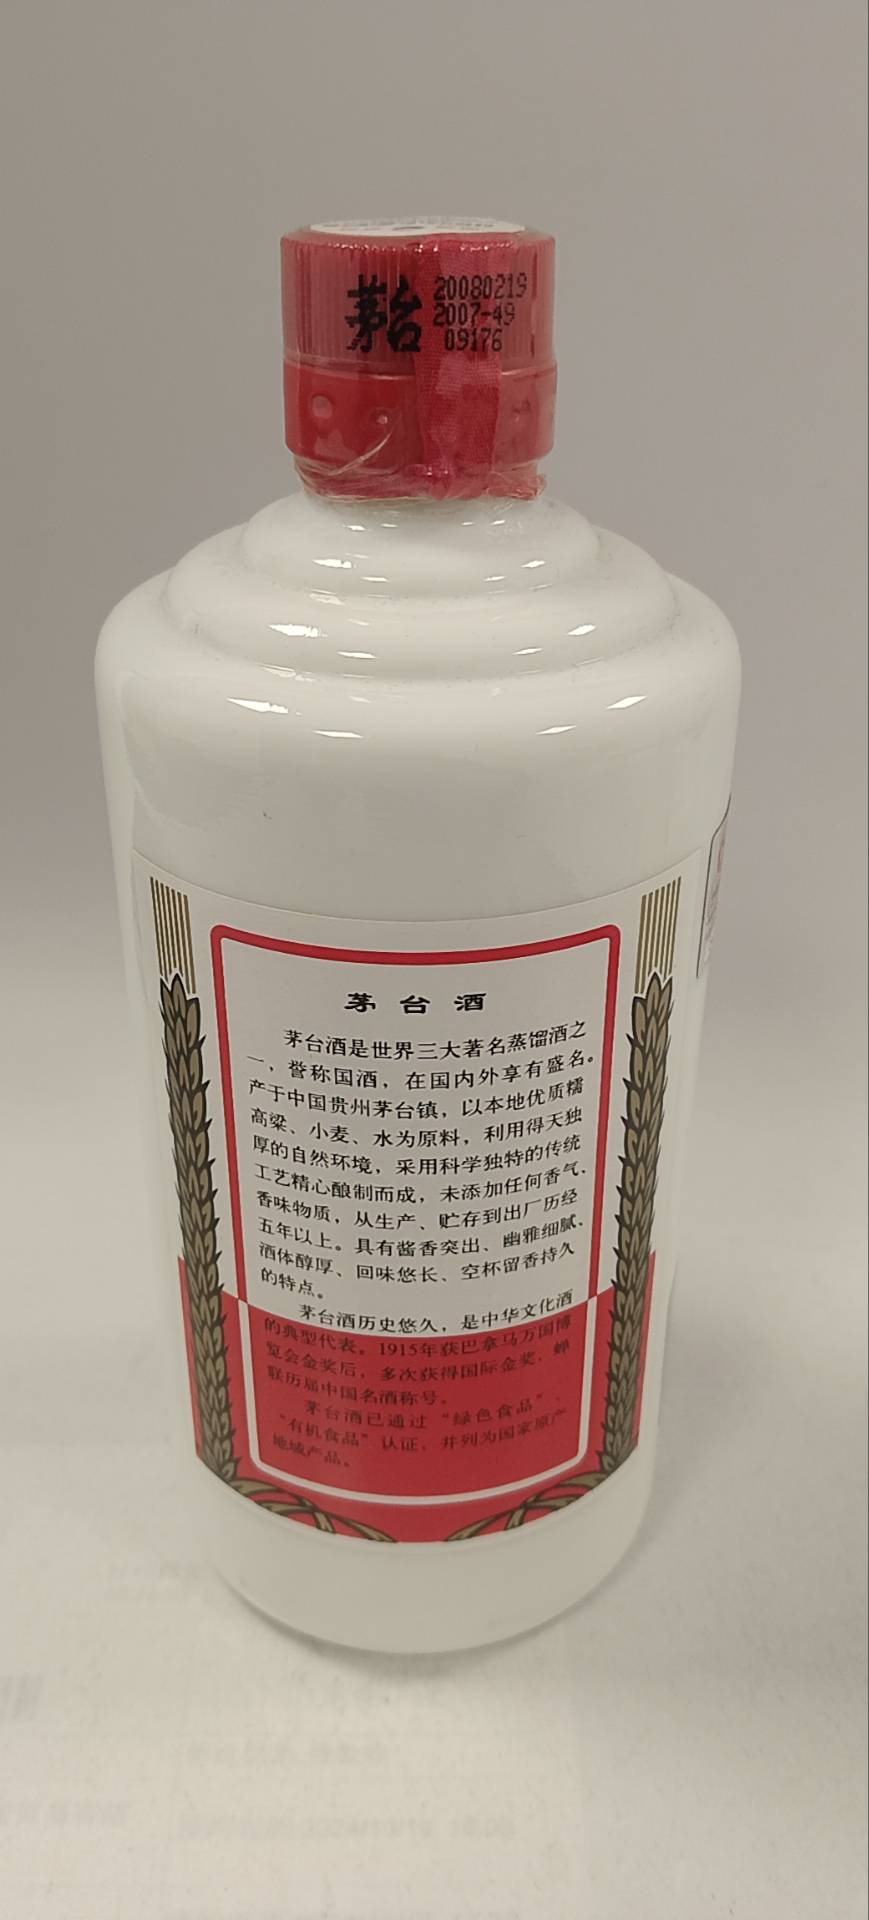 茅台
20080219
2007-49
09176
茅台酒
茅台酒是世界三大著名蒸馏酒之
一，誉称国酒，在国内外享有盛名。
产于中国贵州茅台镇，以本地优质糯
高粱、小麦、水为原料，利用得天独
厚的自然环境，采用科学独特的传统
工艺精心酿制而成，未添加任何香气、
香味物质，从生产、贮存到出厂历经
五年以上。具有酱香突出、幽雅细腻、
酒体醇厚、回味悠长、空杯留香持久
的特点。
茅台酒历史悠久，是中华文化酒
的典型代表。1915年获巴拿马万国博
览会金奖后，多次获得国际金奖，蝉
联历届中国名酒称号。
茅台酒已通过“绿色食品”、
“有机食品”认证，并列为国家原产
地域产品。